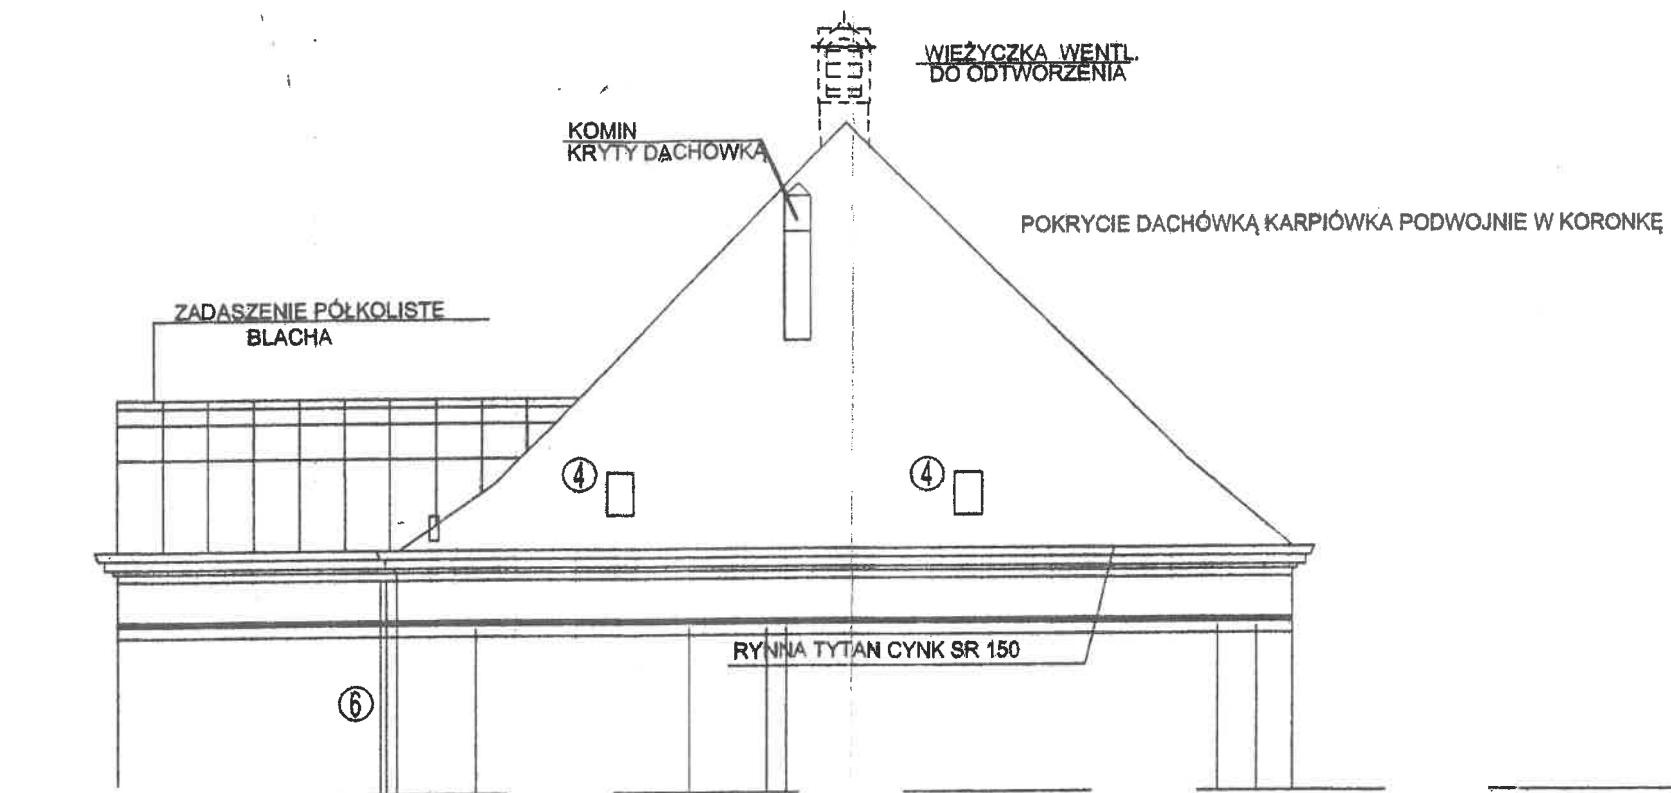 WIEŻYCZKA WENTL.
DO ODTWORZENIA
KOMIN
KRYTY DACHÓWKĄ
POKRYCIE DACHÓWKĄ KARPIÓWKA PODWOJNIE W KORONKĘ
ZADASZENIE PÓŁKOLISTE
BLACHA
4
4
RYNNA TYTAN CYNK SR 150
6